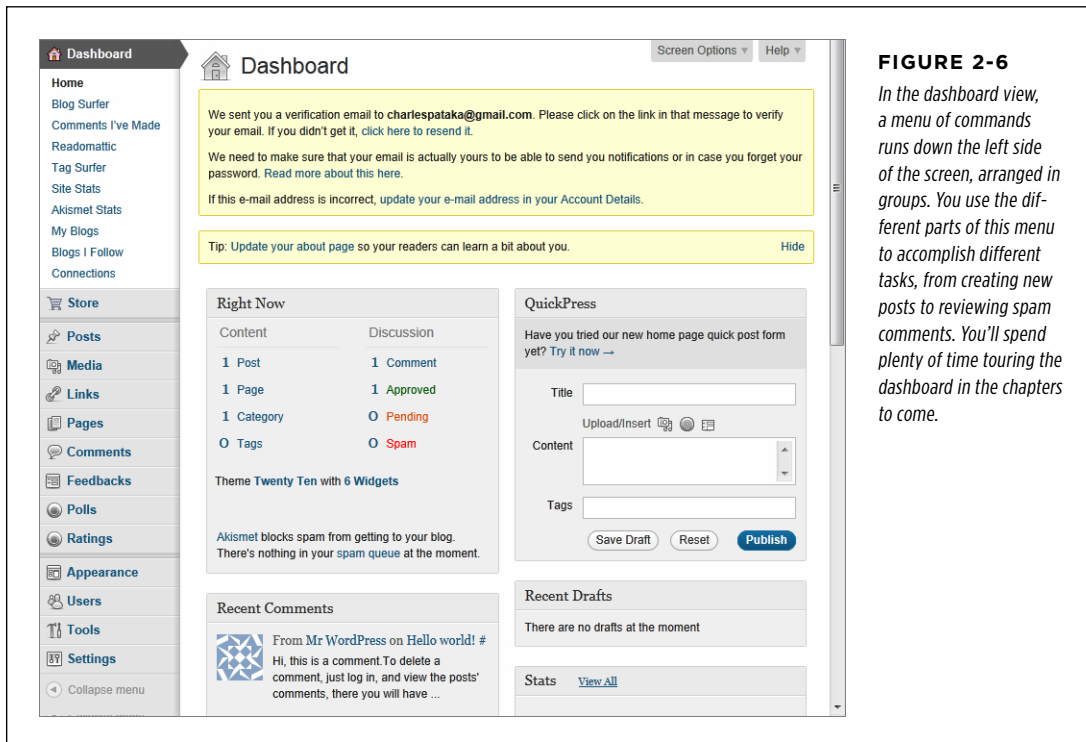 Dashboard
Home
Blog Surfer
Comments I've Made
Readomattic
Tag Surfer
Site Stats
Akismet Stats
My Blogs
Blogs I Follow
Connections
Store
Posts
Media
Links
Pages
Comments
Feedbacks
Polls
Ratings
Appearance
Users
Tools
Settings
Collapse menu
Screen Options
Help
Dashboard
We sent you a verification email to charlespataka@gmail.com. Please click on the link in that message to verify
your email. If you didn't get it, click here to resend it.
We need to make sure that your email is actually yours to be able to send you notifications or in case you forget your
password. Read more about this here.
If this e-mail address is incorrect, update your e-mail address in your Account Details.
Tip: Update your about page so your readers can learn a bit about you.
Hide
Right Now
Content
Discussion
1 Post
1 Comment
1 Page
1 Approved
1 Category
0 Pending
0 Tags
0 Spam
Theme Twenty Ten with 6 Widgets
Akismet blocks spam from getting to your blog.
There's nothing in your spam queue at the moment.
Recent Comments
From Mr WordPress on Hello world! #
Hi, this is a comment.To delete a
comment, just log in, and view the posts'
comments, there you will have ...
QuickPress
Have you tried our new home page quick post form
yet? Try it now →
Title
Upload/Insert
Content
Tags
Save Draft
Reset
Publish
Recent Drafts
There are no drafts at the moment
Stats
View All
FIGURE 2-6
In the dashboard view,
a menu of commands
runs down the left side
of the screen, arranged in
groups. You use the dif-
ferent parts of this menu
to accomplish different
tasks, from creating new
posts to reviewing spam
comments. You'll spend
plenty of time touring the
dashboard in the chapters
to come.